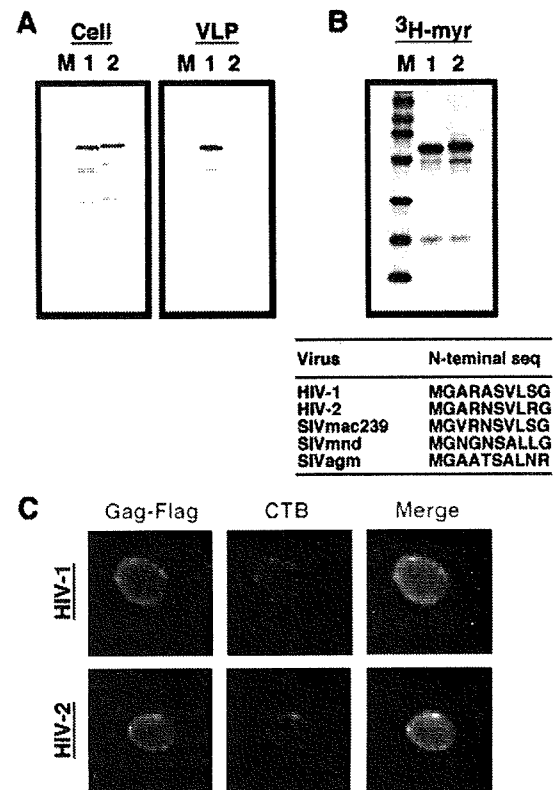 A
Cell
VLP
M 1 2
M 1 2
B
³H-myr
M 1 2
Virus N-teminal seq
HIV-1 MGARASVLSG
HIV-2 MGARNSVLRG
SIVmac239 MGVRNSVLSG
SIVmnd MGNGNSALLG
SIVagm MGAATSALNR
C
Gag-Flag CTB Merge
HIV-1
HIV-2